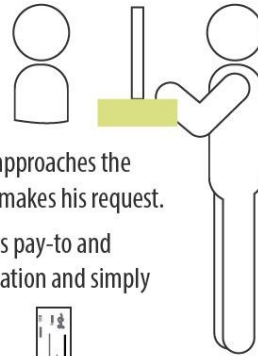 approaches the
makes his request.
s pay-to and
ation and simply